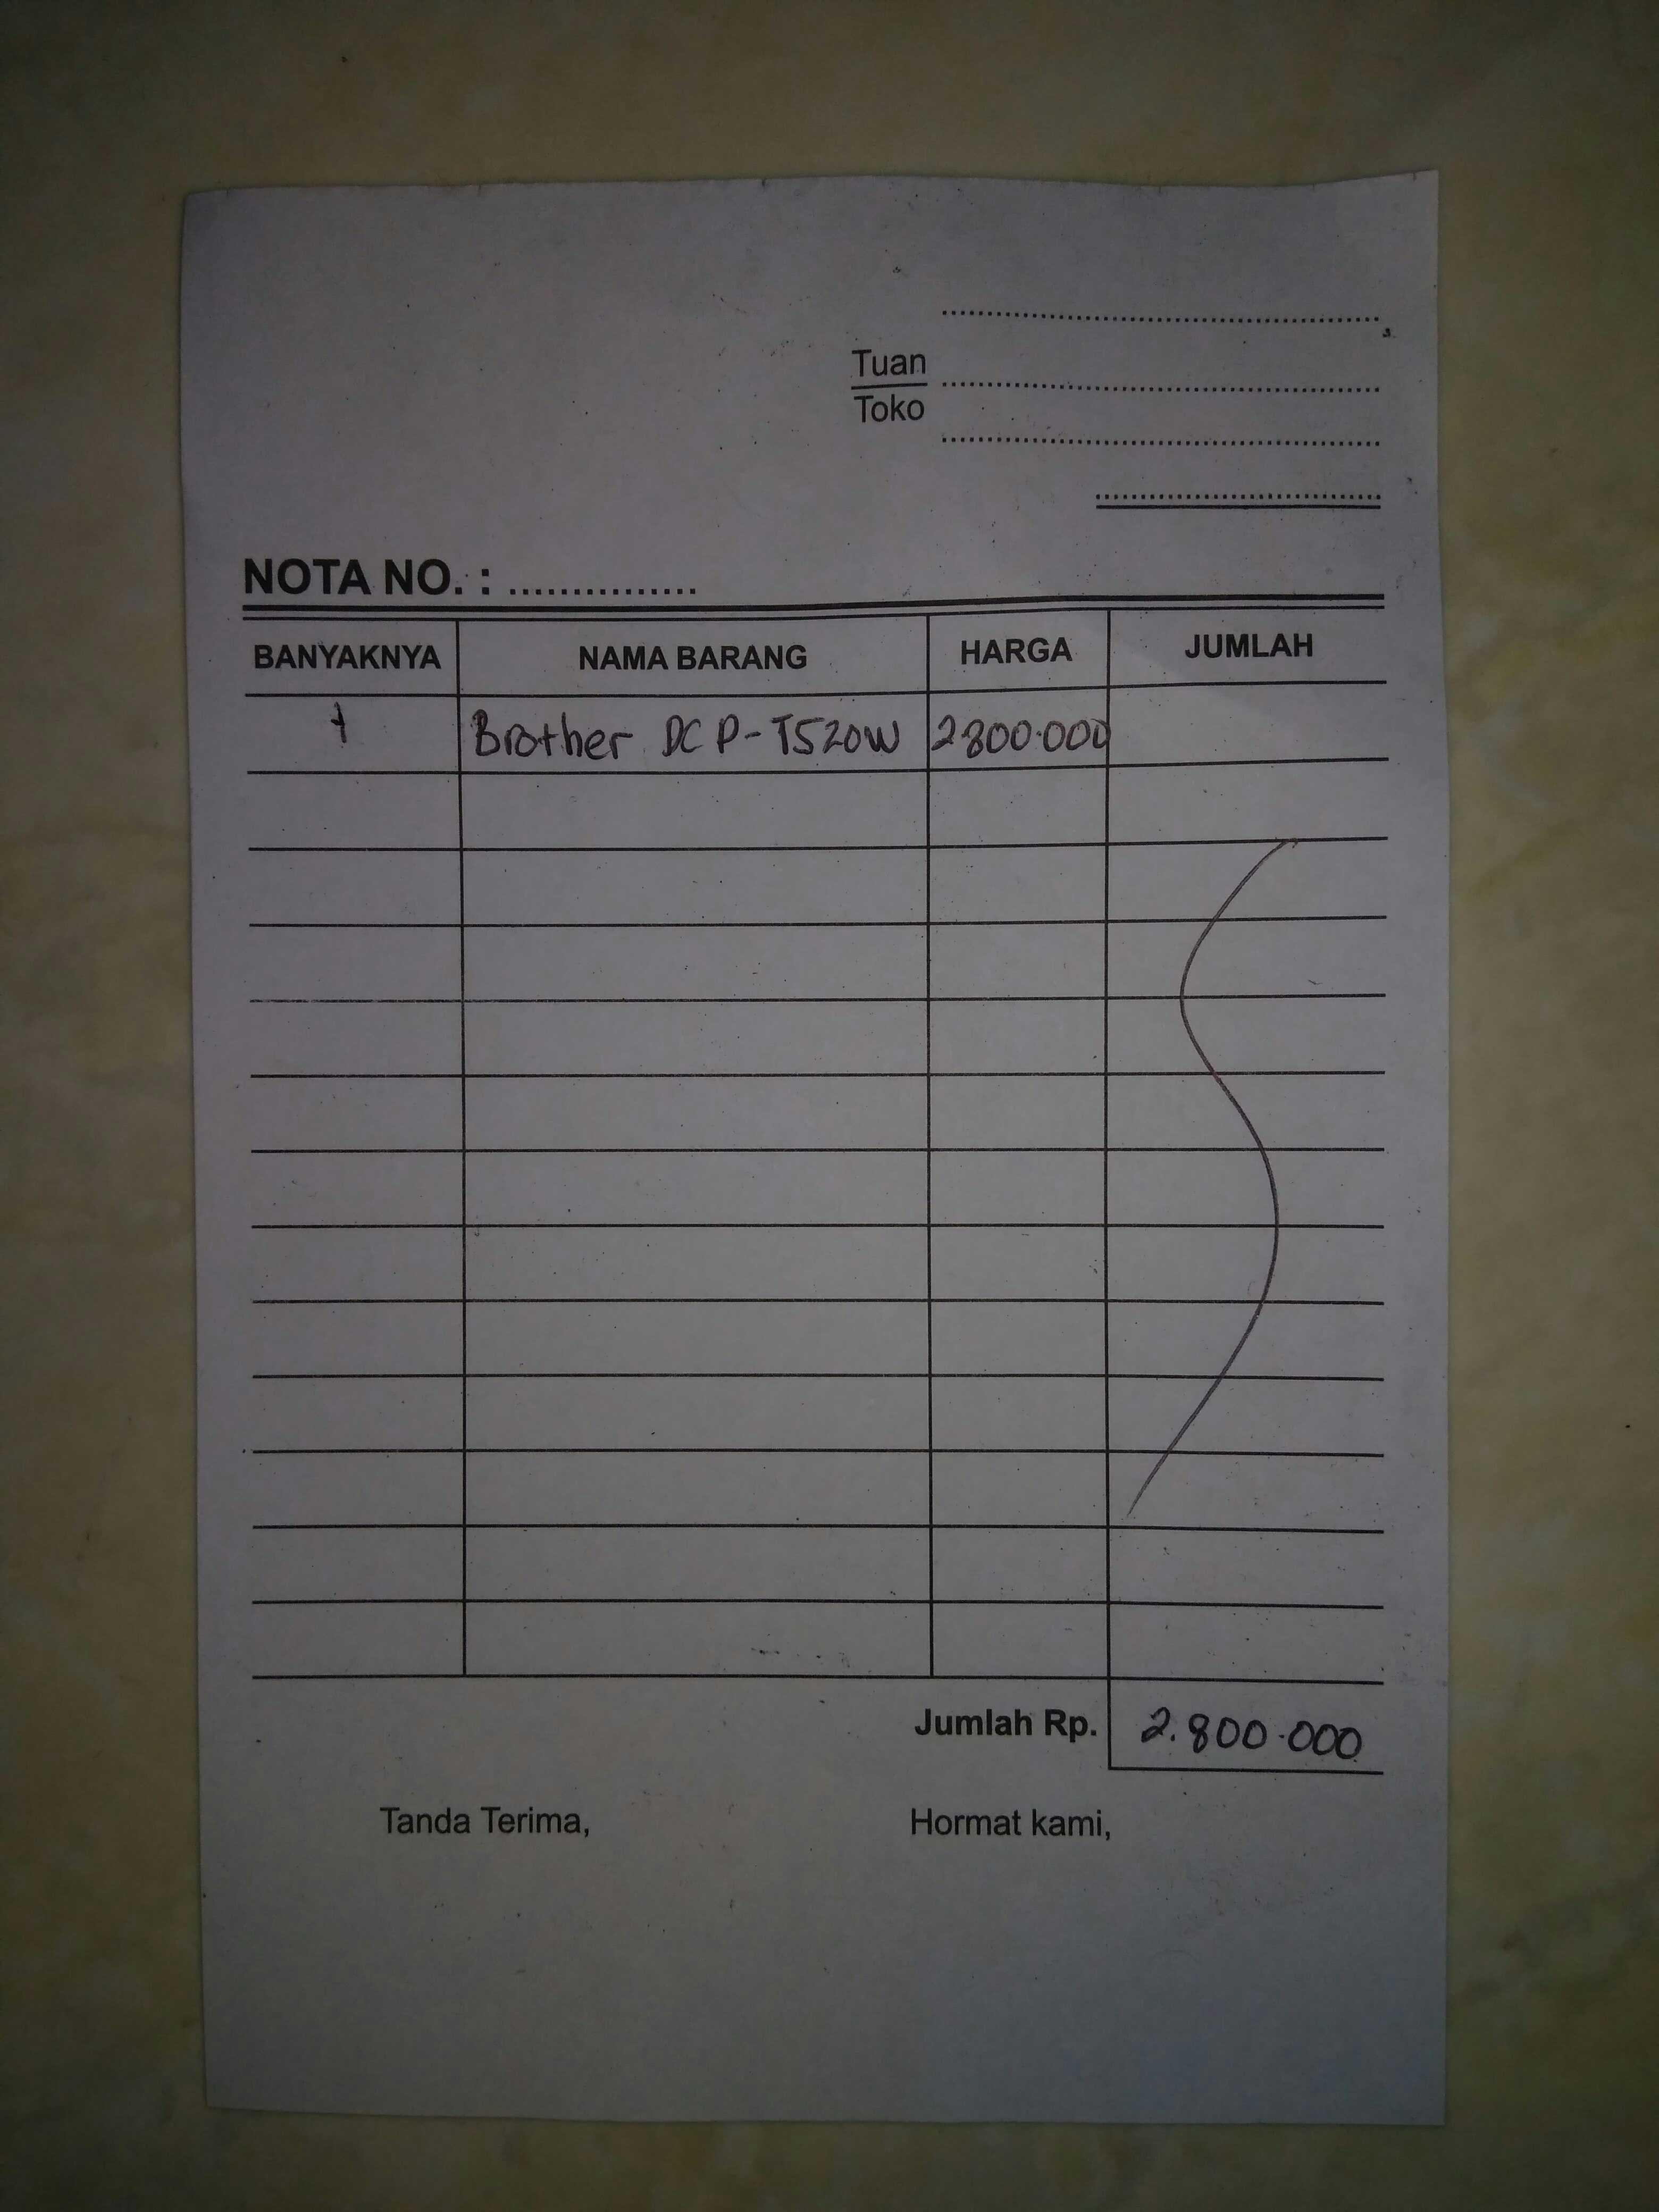 Tuan
Toko
NOTA NO. : ...............
BANYAKNYA NAMA BARANG HARGA JUMLAH
1 Brother DCP-T520W 2800.000
Jumlah Rp. 2.800.000
Tanda Terima, Hormat kami,